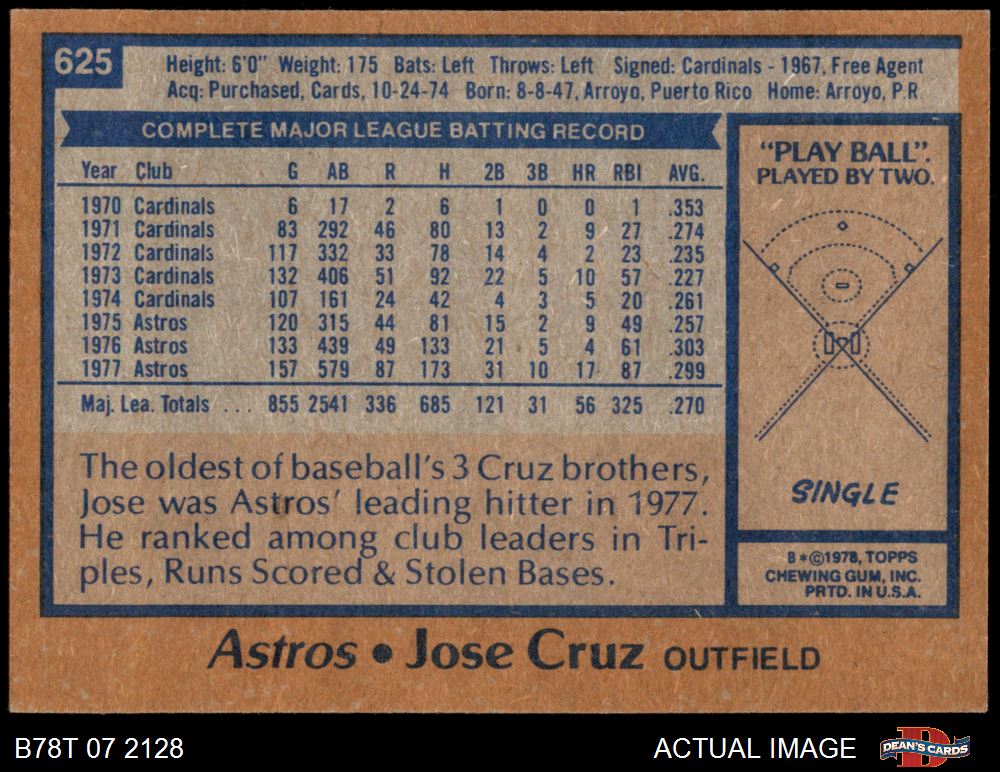 625
Height: 6'0" Weight: 175 Bats: Left Throws: Left Signed: Cardinals - 1967, Free Agent
Acq: Purchased, Cards, 10-24-74 Born: 8-8-47, Arroyo, Puerto Rico Home: Arroyo, P.R.
COMPLETE MAJOR LEAGUE BATTING RECORD
Year Club G AB R H 2B 3B HR RBI AVG.
1970 Cardinals 6 17 2 6 1 0 0 1 .353
1971 Cardinals 83 292 46 80 13 2 9 27 .274
1972 Cardinals 117 332 33 78 14 4 2 23 .235
1973 Cardinals 132 406 51 92 22 5 10 57 .227
1974 Cardinals 107 161 24 42 4 3 5 20 .261
1975 Astros 120 315 44 81 15 2 9 49 .257
1976 Astros 133 439 49 133 21 5 4 61 .303
1977 Astros 157 579 87 173 31 10 17 87 .299
Maj. Lea. Totals ... 855 2541 336 685 121 31 56 325 .270
The oldest of baseball's 3 Cruz brothers,
Jose was Astros' leading hitter in 1977.
He ranked among club leaders in Tri-
ples, Runs Scored & Stolen Bases.
"PLAY BALL".
PLAYED BY TWO.
SINGLE
B*©1978, TOPPS
CHEWING GUM, INC.
PRTD. IN U.S.A.
Astros • Jose Cruz OUTFIELD
B78T 07 2128
ACTUAL IMAGE
D
DEAN'S CARDS